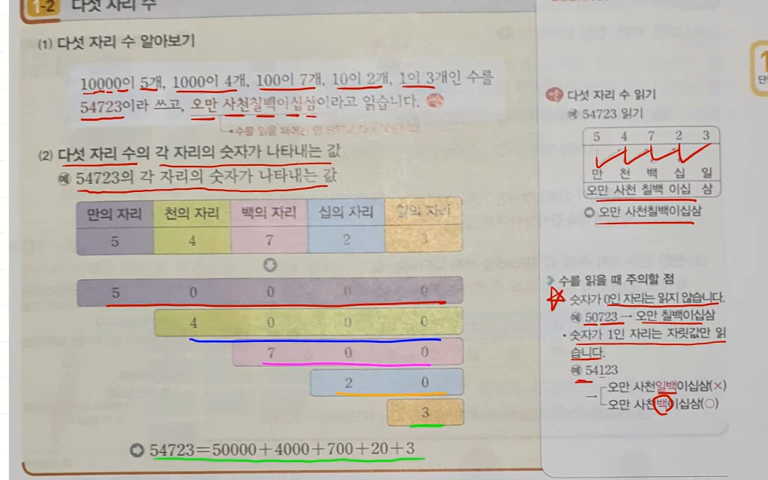 1-2 다섯 자리 수
(1) 다섯 자리 수 알아보기
10000이 5개, 1000이 4개, 100이 7개, 10이 2개, 1이 3개인 수를
54723이라 쓰고, 오만 사천칠백이십삼이라고 읽습니다.
수를 읽을 때에는 만
(2) 다섯 자리 수의 각 자리의 숫자가 나타내는 값
예 54723의 각 자리의 숫자가 나타내는 값
만의 자리 천의 자리 백의 자리 십의 자리 일의 자리
5 4 7 2 3
5 0 0 0 0
4 0 0 0
7 0 0
2 0
3
54723=50000+4000+700+20+3
다섯 자리 수 읽기
예 54723 읽기
5 4 7 2 3
만 천 백 십 일
오만 사천 칠백 이십 삼
오만 사천칠백이십삼
수를 읽을 때 주의할 점
숫자가 0인 자리는 읽지 않습니다.
예 50723 → 오만 칠백이십삼
• 숫자가 1인 자리는 자릿값만 읽
습니다.
예 54123
→ 오만 사천일백이십삼(×)
오만 사천백이십삼(○)
1
단